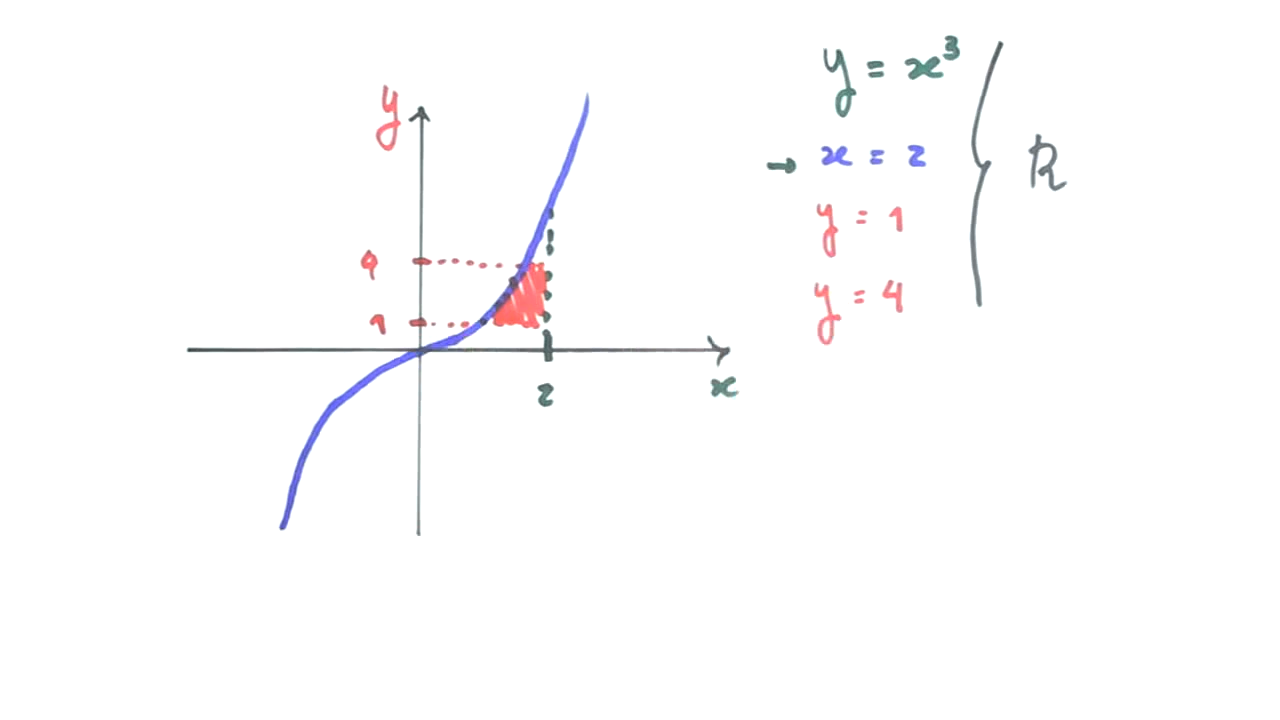 y = x³
→ x = 2
y = 1
y = 4
R
y
4
1
2
x